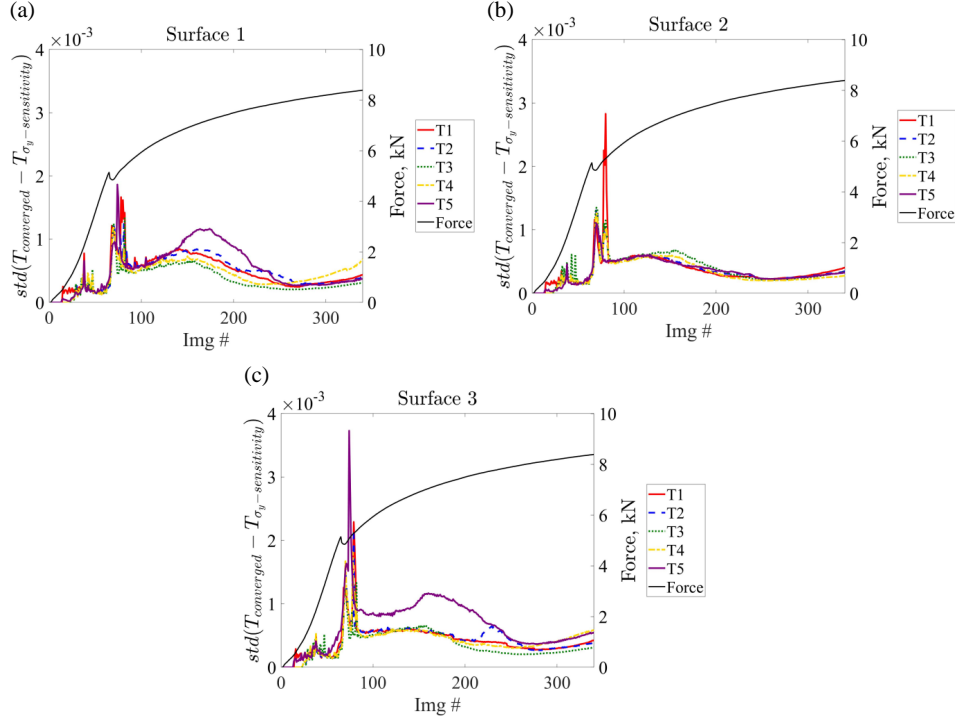 (a)
Surface 1
×10⁻³
std(T_converged − T_σy−sensitivity)
4
3
2
1
0
0 100 200 300
Img #
10
8
6
4
2
0
Force, kN
T1
T2
T3
T4
T5
Force
(b)
Surface 2
×10⁻³
std(T_converged − T_σy−sensitivity)
4
3
2
1
0
0 100 200 300
Img #
10
8
6
4
2
0
Force, kN
T1
T2
T3
T4
T5
Force
(c)
Surface 3
×10⁻³
std(T_converged − T_σy−sensitivity)
4
3
2
1
0
0 100 200 300
Img #
10
8
6
4
2
0
Force, kN
T1
T2
T3
T4
T5
Force